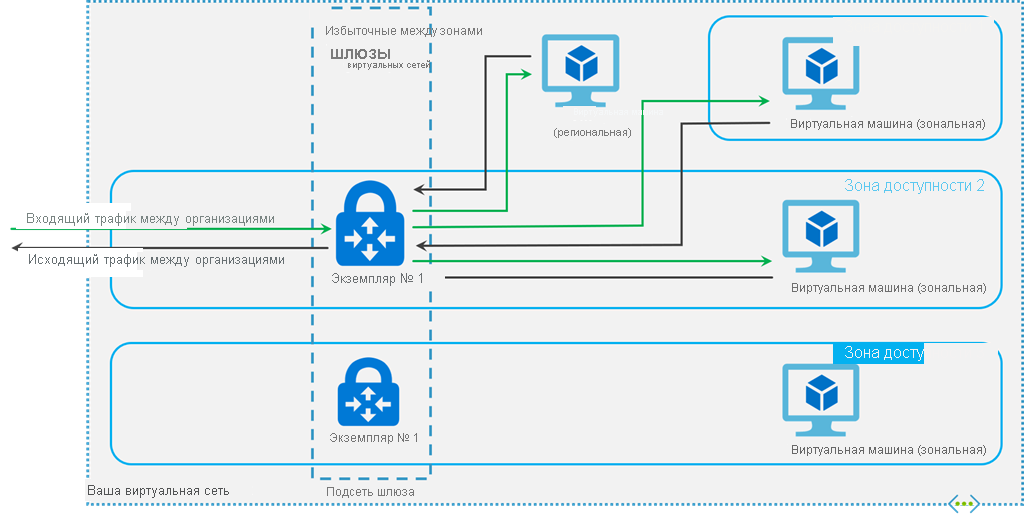 Избыточные между зонами
ШЛЮЗЫ
виртуальных сетей
(региональная)
Виртуальная машина (зональная)
Зона доступности 2
Входящий трафик между организациями
Исходящий трафик между организациями
Экземпляр № 1
Виртуальная машина (зональная)
Зона досту
Экземпляр № 1
Виртуальная машина (зональная)
Ваша виртуальная сеть
Подсеть шлюза